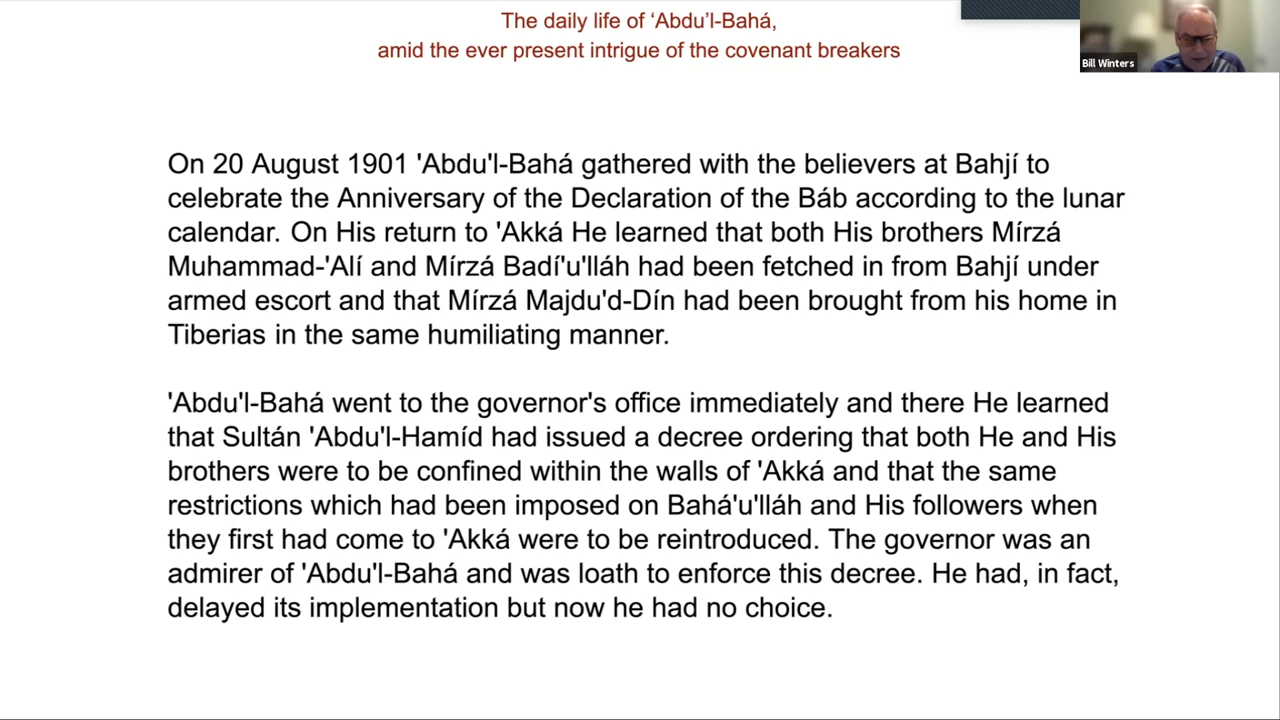 The daily life of ‘Abdu’l-Bahá,
amid the ever present intrigue of the covenant breakers
Bill Winters
On 20 August 1901 'Abdu'l-Bahá gathered with the believers at Bahjí to
celebrate the Anniversary of the Declaration of the Báb according to the lunar
calendar. On His return to 'Akká He learned that both His brothers Mírzá
Muhammad-'Alí and Mírzá Badí'u'lláh had been fetched in from Bahjí under
armed escort and that Mírzá Majdu'd-Dín had been brought from his home in
Tiberias in the same humiliating manner.
'Abdu'l-Bahá went to the governor's office immediately and there He learned
that Sultán 'Abdu'l-Hamíd had issued a decree ordering that both He and His
brothers were to be confined within the walls of 'Akká and that the same
restrictions which had been imposed on Bahá'u'lláh and His followers when
they first had come to 'Akká were to be reintroduced. The governor was an
admirer of 'Abdu'l-Bahá and was loath to enforce this decree. He had, in fact,
delayed its implementation but now he had no choice.